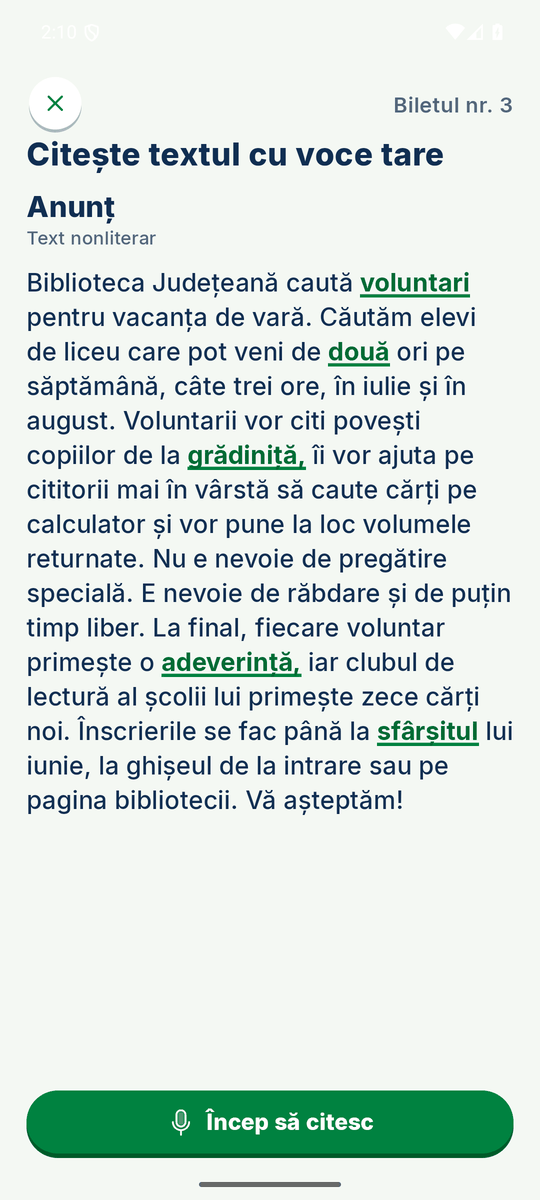 2:10
Biletul nr. 3
Citește textul cu voce tare
Anunț
Text nonliterar
Biblioteca Județeană caută voluntari
pentru vacanța de vară. Căutăm elevi
de liceu care pot veni de două ori pe
săptămână, câte trei ore, în iulie și în
august. Voluntarii vor citi povești
copiilor de la grădiniță, îi vor ajuta pe
cititorii mai în vârstă să caute cărți pe
calculator și vor pune la loc volumele
returnate. Nu e nevoie de pregătire
specială. E nevoie de răbdare și de puțin
timp liber. La final, fiecare voluntar
primește o adeverință, iar clubul de
lectură al școlii lui primește zece cărți
noi. Înscrierile se fac până la sfârșitul lui
iunie, la ghișeul de la intrare sau pe
pagina bibliotecii. Vă așteptăm!
Încep să citesc